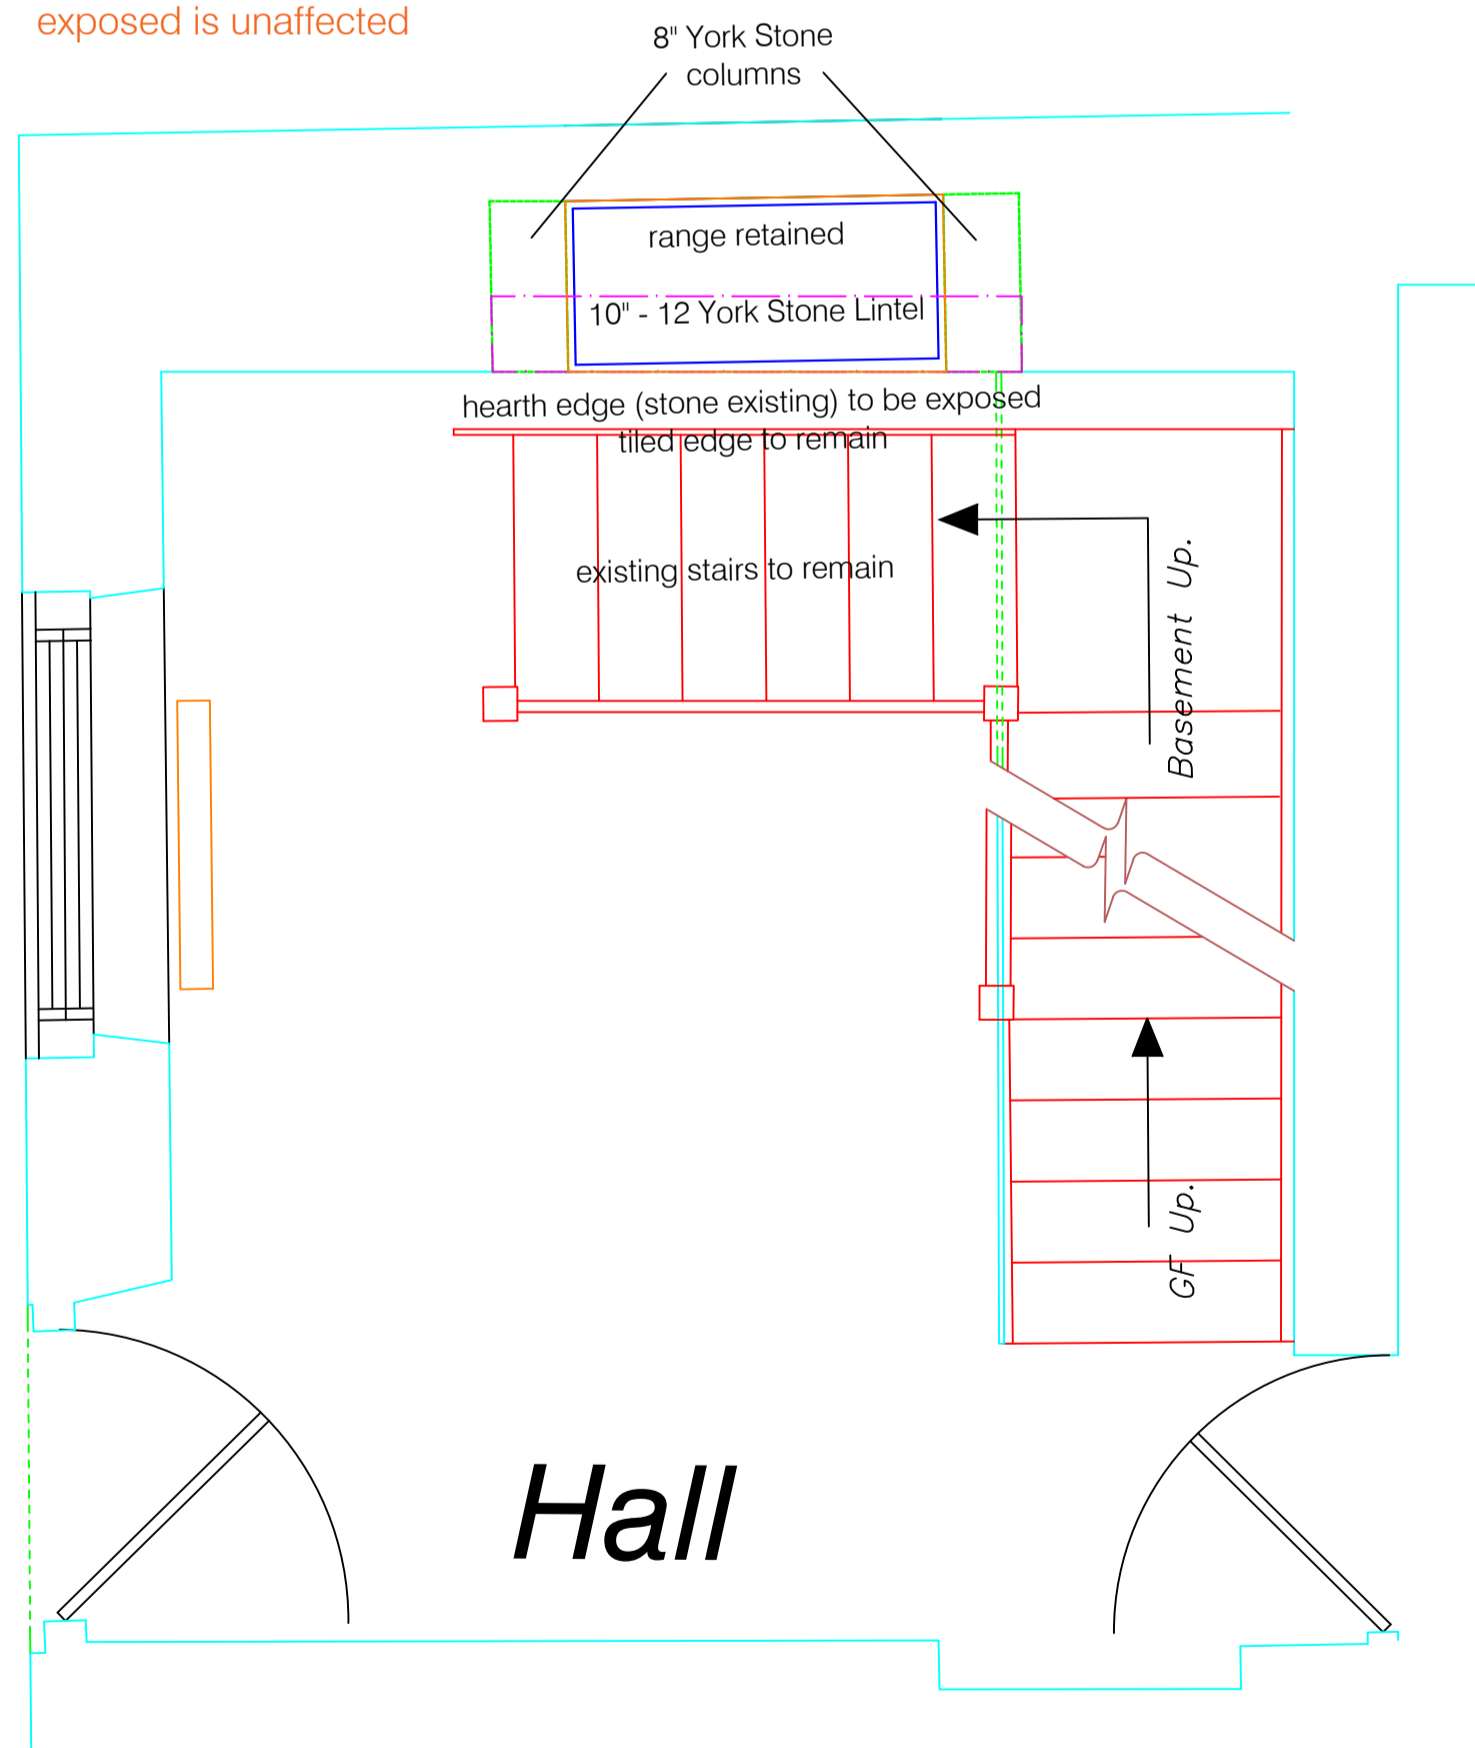 exposed is unaffected
8" York Stone
columns
range retained
10" - 12 York Stone Lintel
hearth edge (stone existing) to be exposed
tiled edge to remain
existing stairs to remain
Basement Up.
GF Up.
Hall